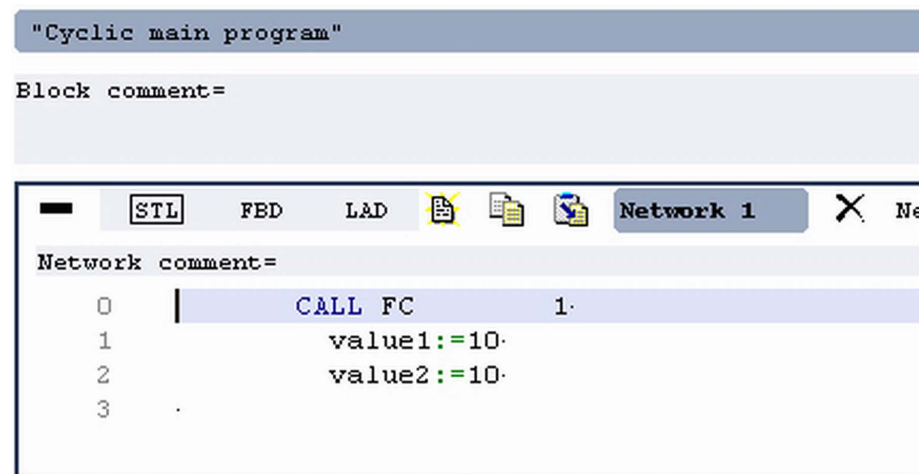 "Cyclic main program"
Block comment=
STL FBD LAD Network 1 Ne
Network comment=
0 CALL FC 1
1 value1:=10
2 value2:=10
3